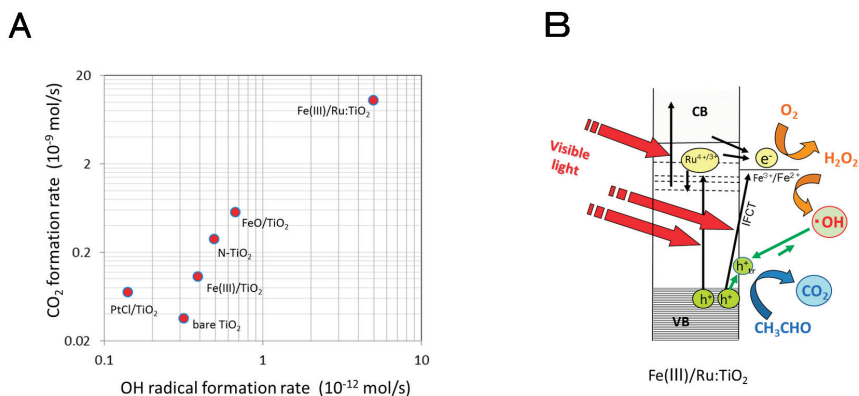 A
CO₂ formation rate (10⁻⁹ mol/s)
20
2
0.2
0.02
0.1
1
10
OH radical formation rate (10⁻¹² mol/s)
Fe(III)/Ru:TiO₂
FeO/TiO₂
N-TiO₂
Fe(III)/TiO₂
PtCl/TiO₂
bare TiO₂
B
CB
O₂
Visible
light
Ru⁴⁺/³⁺
e⁻
H₂O₂
Fe³⁺/Fe²⁺
IFCT
•OH
h⁺tr
h⁺
h⁺
CO₂
VB
CH₃CHO
Fe(III)/Ru:TiO₂